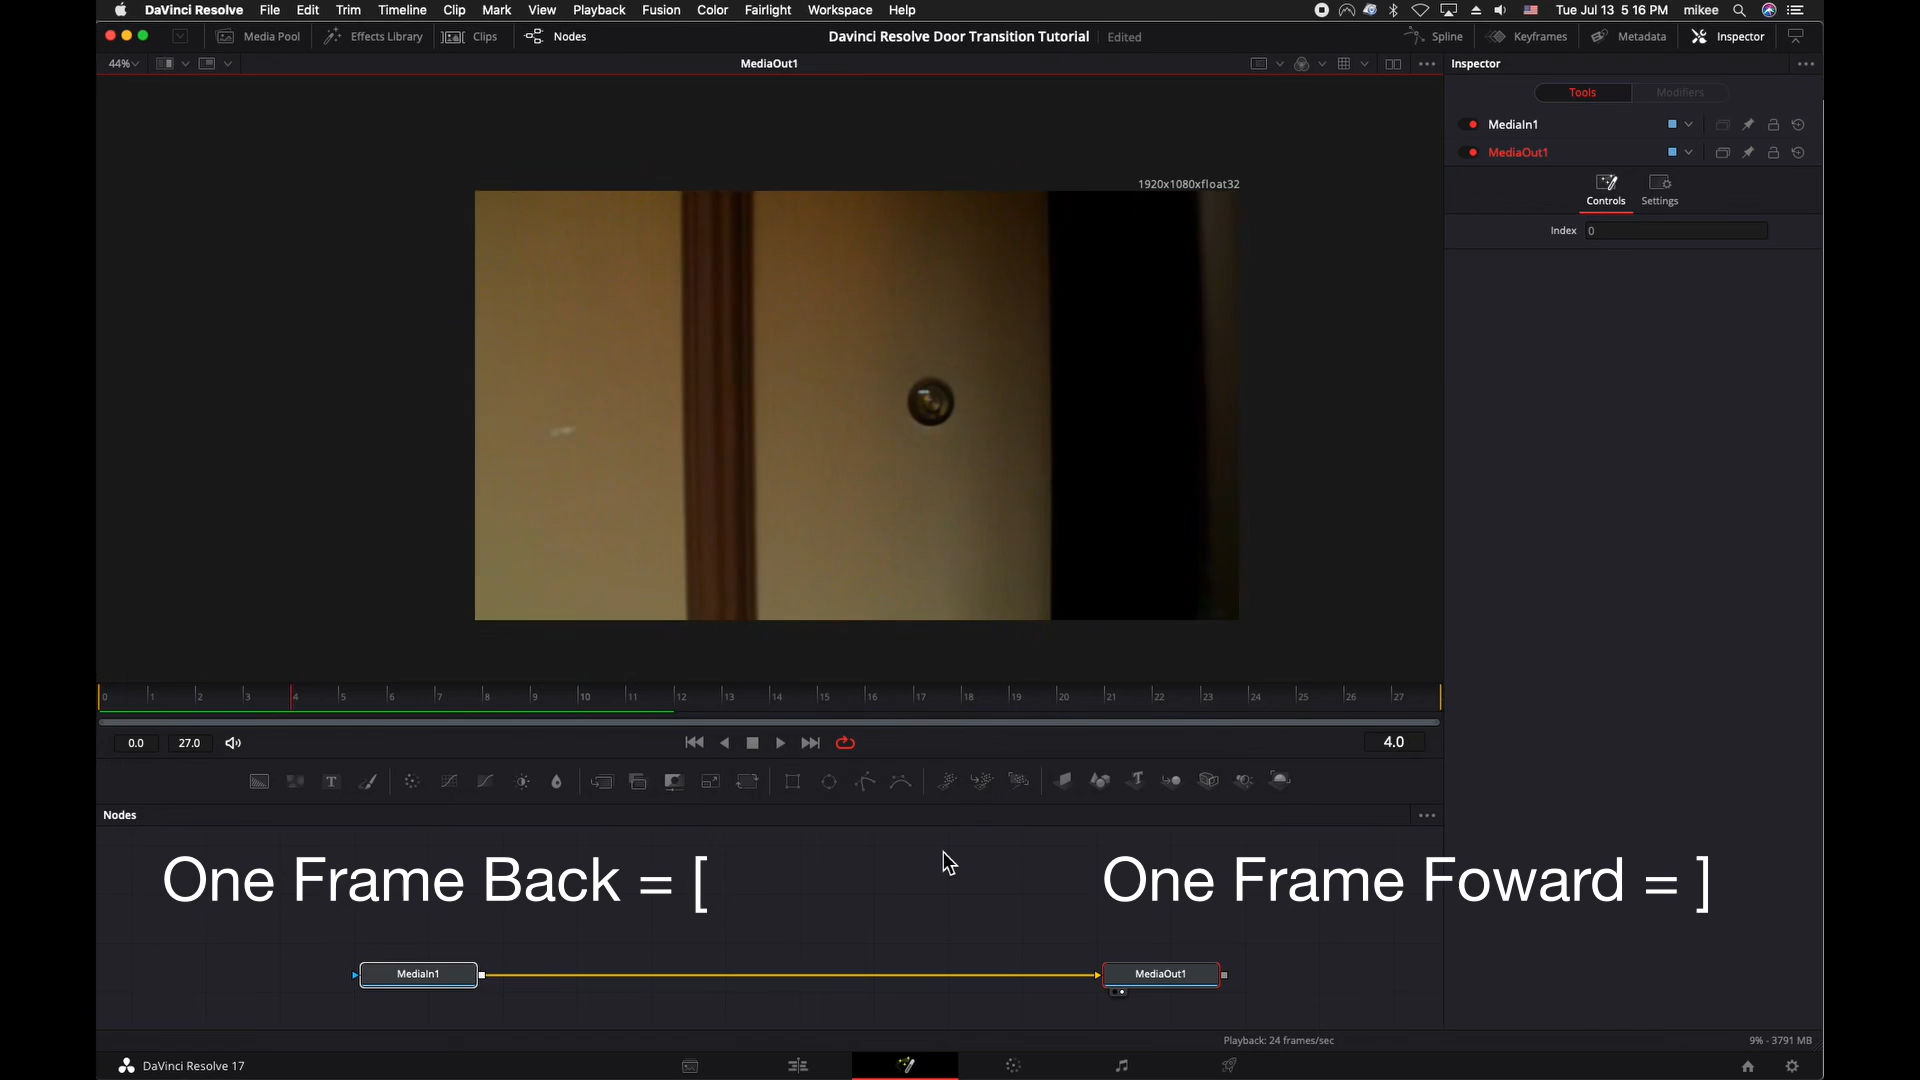 DaVinci Resolve File Edit Trim Timeline Clip Mark View Playback Fusion Color Fairlight Workspace Help Tue Jul 13 5:16 PM mikee
Media Pool Effects Library Clips Nodes Davinci Resolve Door Transition Tutorial Edited Spline Keyframes Metadata Inspector
44% MediaOut1 Inspector
Tools Modifiers
MediaIn1
MediaOut1
1920x1080xfloat32
Controls Settings
Index 0
0 1 2 3 4 5 6 7 8 9 10 11 12 13 14 15 16 17 18 19 20 21 22 23 24 25 26 27
0.0 27.0 4.0
T T
Nodes
One Frame Back = [ One Frame Foward = ]
MediaIn1 MediaOut1
Playback: 24 frames/sec 9% - 3791 MB
DaVinci Resolve 17